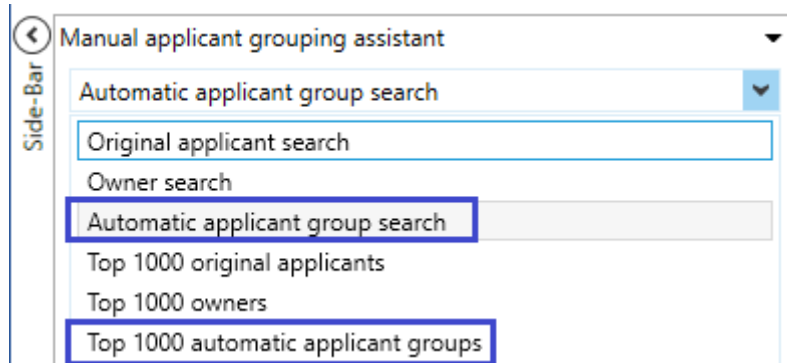 Manual applicant grouping assistant
Side-Bar
Automatic applicant group search
Original applicant search
Owner search
Automatic applicant group search
Top 1000 original applicants
Top 1000 owners
Top 1000 automatic applicant groups